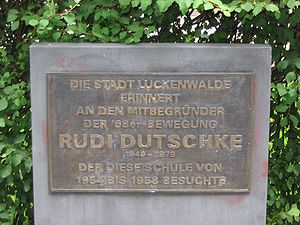 DIE STADT LUCKENWALDE
ERINNERT
AN DEN MITBEGRÜNDER
DER '68er-BEWEGUNG
RUDI DUTSCHKE
1940 - 1979
DER DIESE SCHULE VON
1954 BIS 1958 BESUCHTE